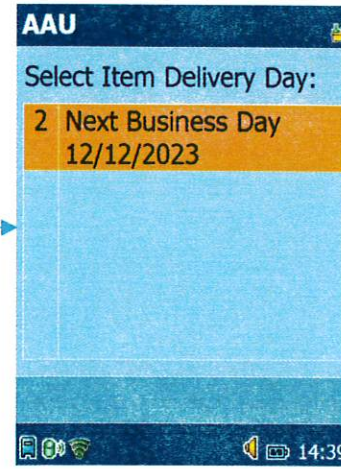 AAU
Select Item Delivery Day:
2 Next Business Day
12/12/2023
14:39